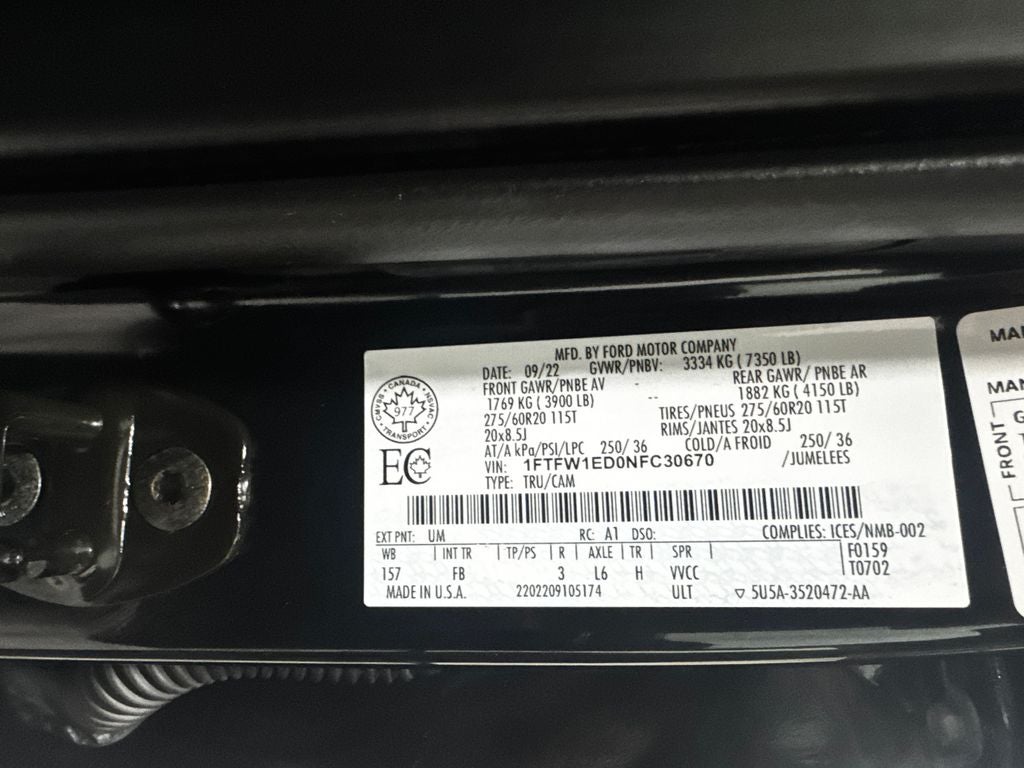 MFD. BY FORD MOTOR COMPANY
DATE: 09/22 GVWR/PNBV: 3334 KG ( 7350 LB)
FRONT GAWR/PNBE AV - REAR GAWR/ PNBE AR
1769 KG ( 3900 LB) -- 1882 KG ( 4150 LB)
275/60R20 115T TIRES/PNEUS 275/60R20 115T
20x8.5J RIMS/JANTES 20x8.5J
AT/A kPa/PSI/LPC 250/ 36 COLD/A FROID 250/ 36
VIN: 1FTFW1ED0NFC30670 /JUMELEES
TYPE: TRU/CAM
CANADA
CMVSS 977 NSVAC
TRANSPORT
EC
EXT PNT: UM RC: A1 DSO: COMPLIES: ICES/NMB-002
WB INT TR TP/PS R AXLE TR SPR F0159
157 FB 3 L6 H VVCC T0702
MADE IN U.S.A. 2202209105174 ULT ▽ 5U5A-3520472-AA
FRONT